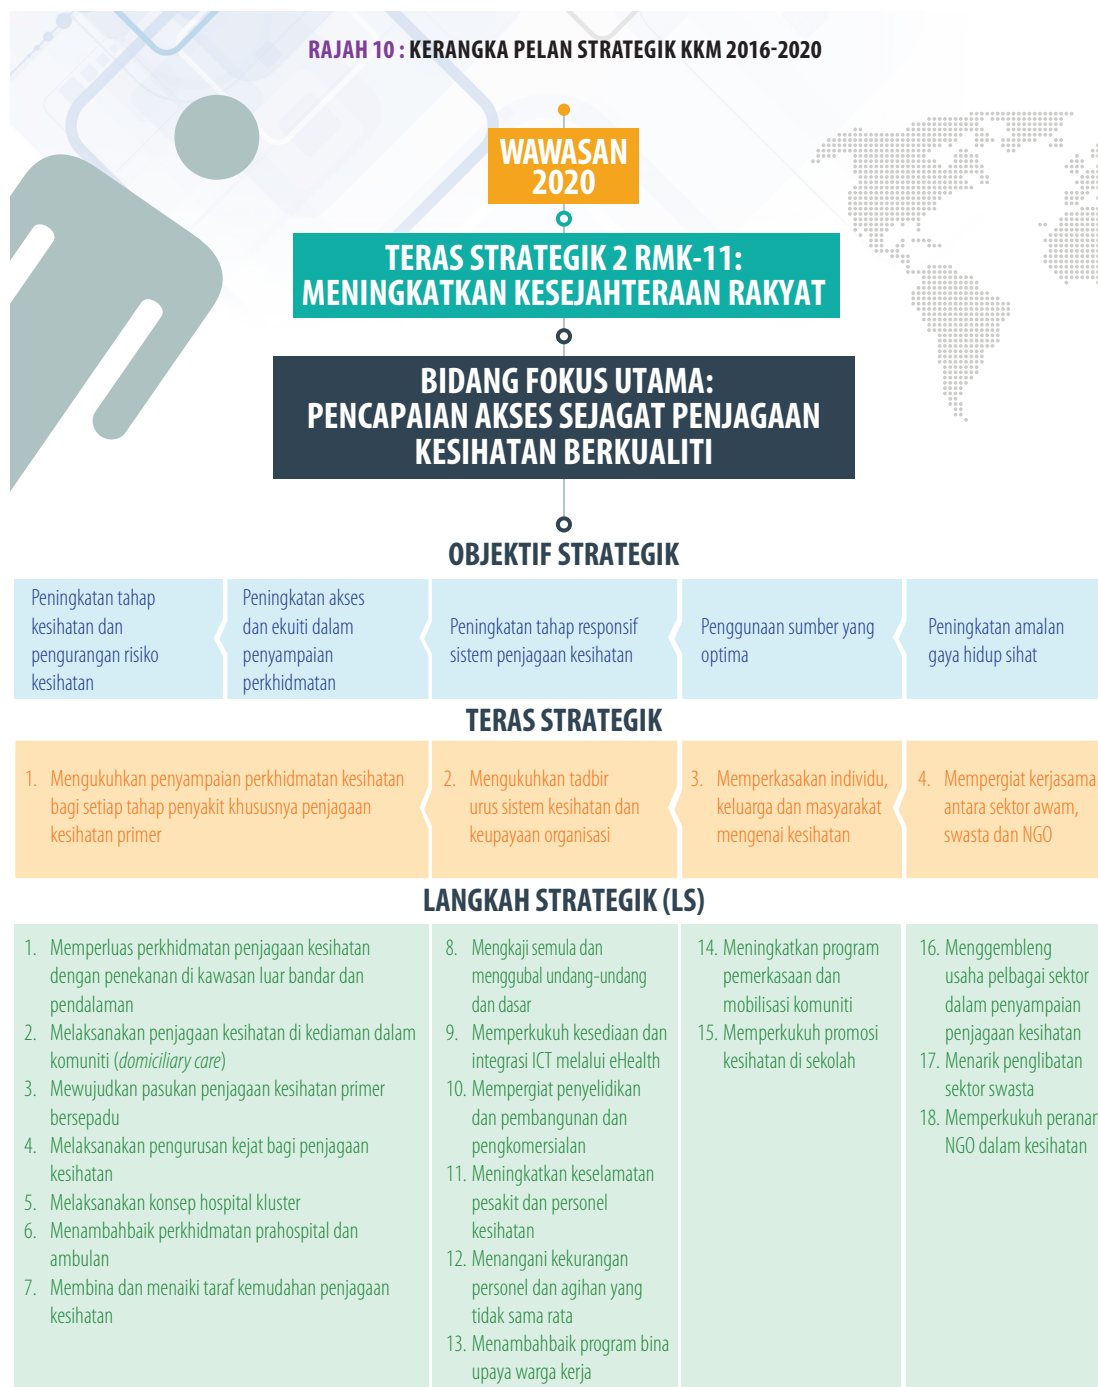 RAJAH 10 : KERANGKA PELAN STRATEGIK KKM 2016-2020
WAWASAN
2020
TERAS STRATEGIK 2 RMK-11:
MENINGKATKAN KESEJAHTERAAN RAKYAT
BIDANG FOKUS UTAMA:
PENCAPAIAN AKSES SEJAGAT PENJAGAAN
KESIHATAN BERKUALITI
OBJEKTIF STRATEGIK
Peningkatan tahap
kesihatan dan
pengurangan risiko
kesihatan
Peningkatan akses
dan ekuiti dalam
penyampaian
perkhidmatan
Peningkatan tahap responsif
sistem penjagaan kesihatan
Penggunaan sumber yang
optima
Peningkatan amalan
gaya hidup sihat
TERAS STRATEGIK
1. Mengukuhkan penyampaian perkhidmatan kesihatan
bagi setiap tahap penyakit khususnya penjagaan
kesihatan primer
2. Mengukuhkan tadbir
urus sistem kesihatan dan
keupayaan organisasi
3. Memperkasakan individu,
keluarga dan masyarakat
mengenai kesihatan
4. Mempergiat kerjasama
antara sektor awam,
swasta dan NGO
LANGKAH STRATEGIK (LS)
1. Memperluas perkhidmatan penjagaan kesihatan
dengan penekanan di kawasan luar bandar dan
pendalaman
2. Melaksanakan penjagaan kesihatan di kediaman dalam
komuniti (domiciliary care)
3. Mewujudkan pasukan penjagaan kesihatan primer
bersepadu
4. Melaksanakan pengurusan kejat bagi penjagaan
kesihatan
5. Melaksanakan konsep hospital kluster
6. Menambahbaik perkhidmatan prahospital dan
ambulan
7. Membina dan menaiki taraf kemudahan penjagaan
kesihatan
8. Mengkaji semula dan
menggubal undang-undang
dan dasar
9. Memperkukuh kesediaan dan
integrasi ICT melalui eHealth
10. Mempergiat penyelidikan
dan pembangunan dan
pengkomersialan
11. Meningkatkan keselamatan
pesakit dan personel
kesihatan
12. Menangani kekurangan
personel dan agihan yang
tidak sama rata
13. Menambahbaik program bina
upaya warga kerja
14. Meningkatkan program
pemerkasaan dan
mobilisasi komuniti
15. Memperkukuh promosi
kesihatan di sekolah
16. Menggembleng
usaha pelbagai sektor
dalam penyampaian
penjagaan kesihatan
17. Menarik penglibatan
sektor swasta
18. Memperkukuh peranan
NGO dalam kesihatan